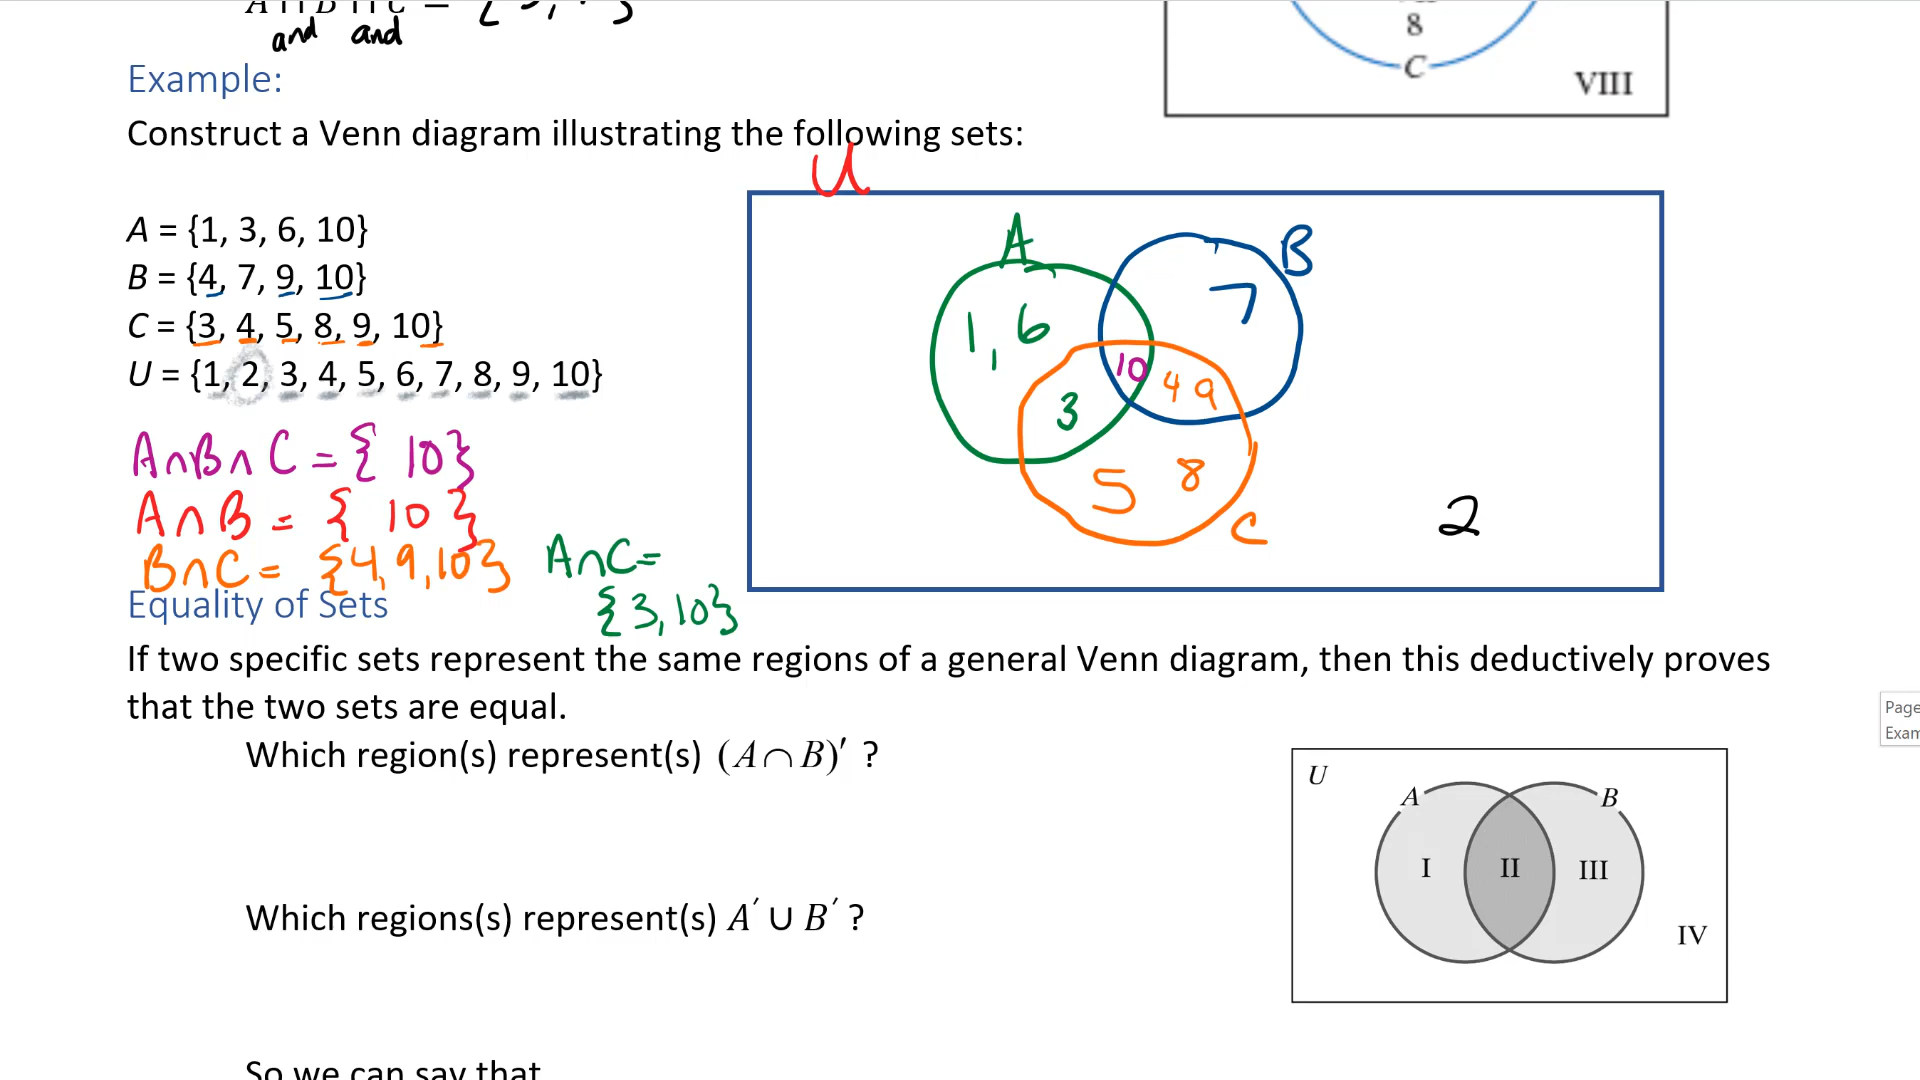 and and
8
C
VIII
Example:
Construct a Venn diagram illustrating the following sets:
U
A = {1, 3, 6, 10}
B = {4, 7, 9, 10}
C = {3, 4, 5, 8, 9, 10}
U = {1, 2, 3, 4, 5, 6, 7, 8, 9, 10}
A
B
1, 6
7
10
4 9
3
5 8
C
2
A∩B∩C = { 10}
A∩B = { 10 }
B∩C = {4,9,10}
A∩C=
{3,10}
Equality of Sets
If two specific sets represent the same regions of a general Venn diagram, then this deductively proves
that the two sets are equal.
Which region(s) represent(s) (A∩B)′ ?
Page
Exam
U
A
B
I II III
IV
Which regions(s) represent(s) A′ ∪ B′ ?
So we can say that